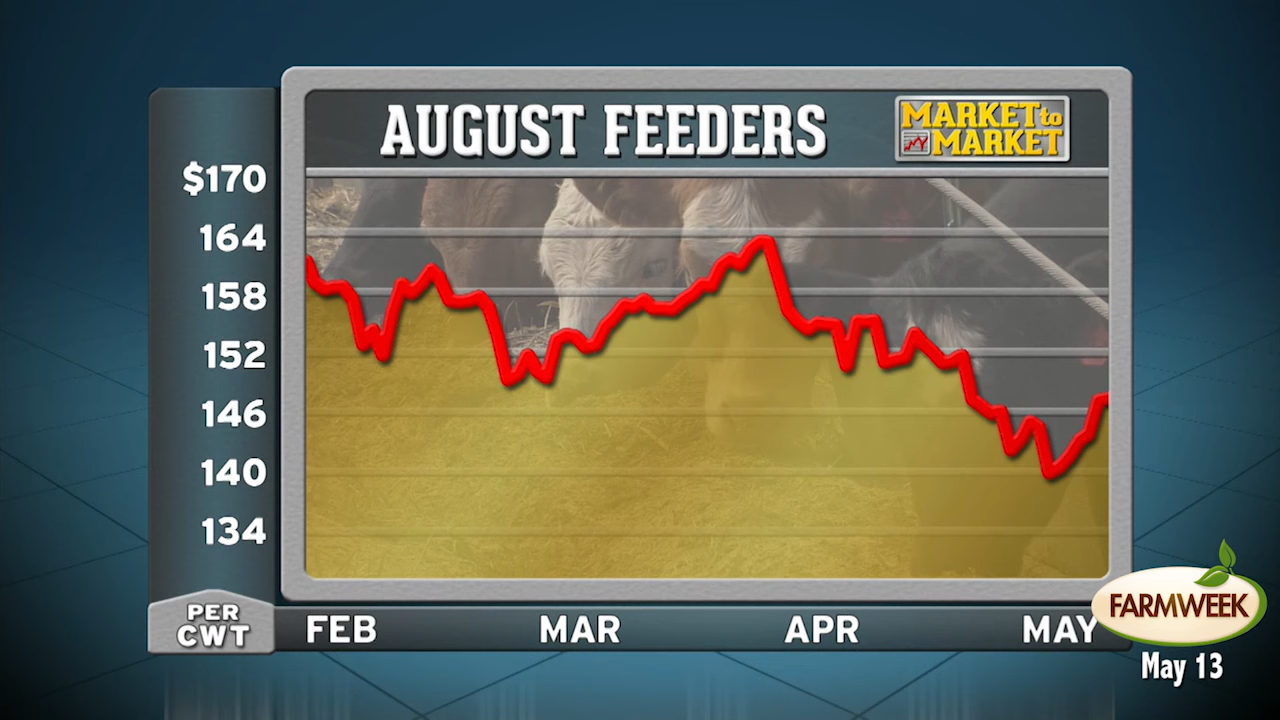 AUGUST FEEDERS
MARKET to
MARKET
$170
164
158
152
146
140
134
PER
CWT
FEB MAR APR MAY
FARMWEEK
May 13